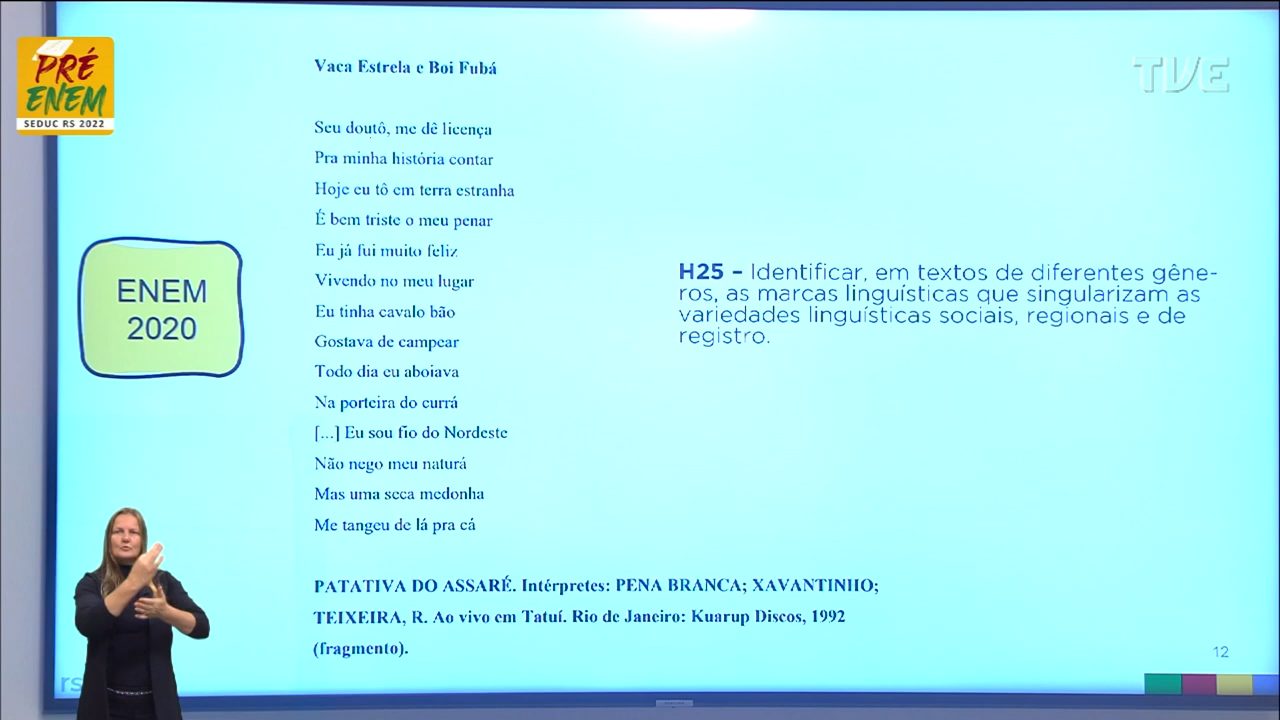 PRÉ
ENEM
SEDUC RS 2022
TVE
Vaca Estrela e Boi Fubá
Seu doutô, me dê licença
Pra minha história contar
Hoje eu tô em terra estranha
É bem triste o meu penar
Eu já fui muito feliz
Vivendo no meu lugar
Eu tinha cavalo bão
Gostava de campear
Todo dia eu aboiava
Na porteira do currá
[...] Eu sou fio do Nordeste
Não nego meu naturá
Mas uma seca medonha
Me tangeu de lá pra cá
PATATIVA DO ASSARÉ. Intérpretes: PENA BRANCA; XAVANTINHO;
TEIXEIRA, R. Ao vivo em Tatuí. Rio de Janeiro: Kuarup Discos, 1992
(fragmento).
ENEM
2020
H25 – Identificar, em textos de diferentes gêne-
ros, as marcas linguísticas que singularizam as
variedades linguísticas sociais, regionais e de
registro.
12
rs